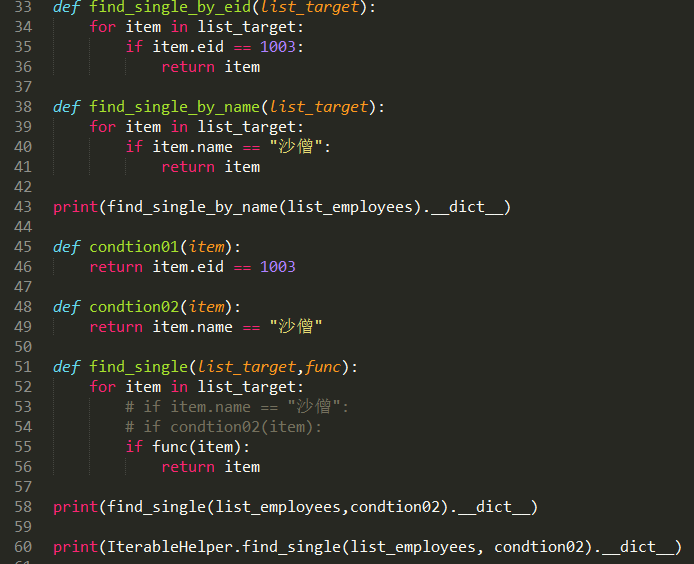 33 def find_single_by_eid(list_target):
34     for item in list_target:
35         if item.eid == 1003:
36             return item
37
38 def find_single_by_name(list_target):
39     for item in list_target:
40         if item.name == "沙僧":
41             return item
42
43 print(find_single_by_name(list_employees).__dict__)
44
45 def condtion01(item):
46     return item.eid == 1003
47
48 def condtion02(item):
49     return item.name == "沙僧"
50
51 def find_single(list_target,func):
52     for item in list_target:
53         # if item.name == "沙僧":
54         # if condtion02(item):
55         if func(item):
56             return item
57
58 print(find_single(list_employees,condtion02).__dict__)
59
60 print(IterableHelper.find_single(list_employees, condtion02).__dict__)